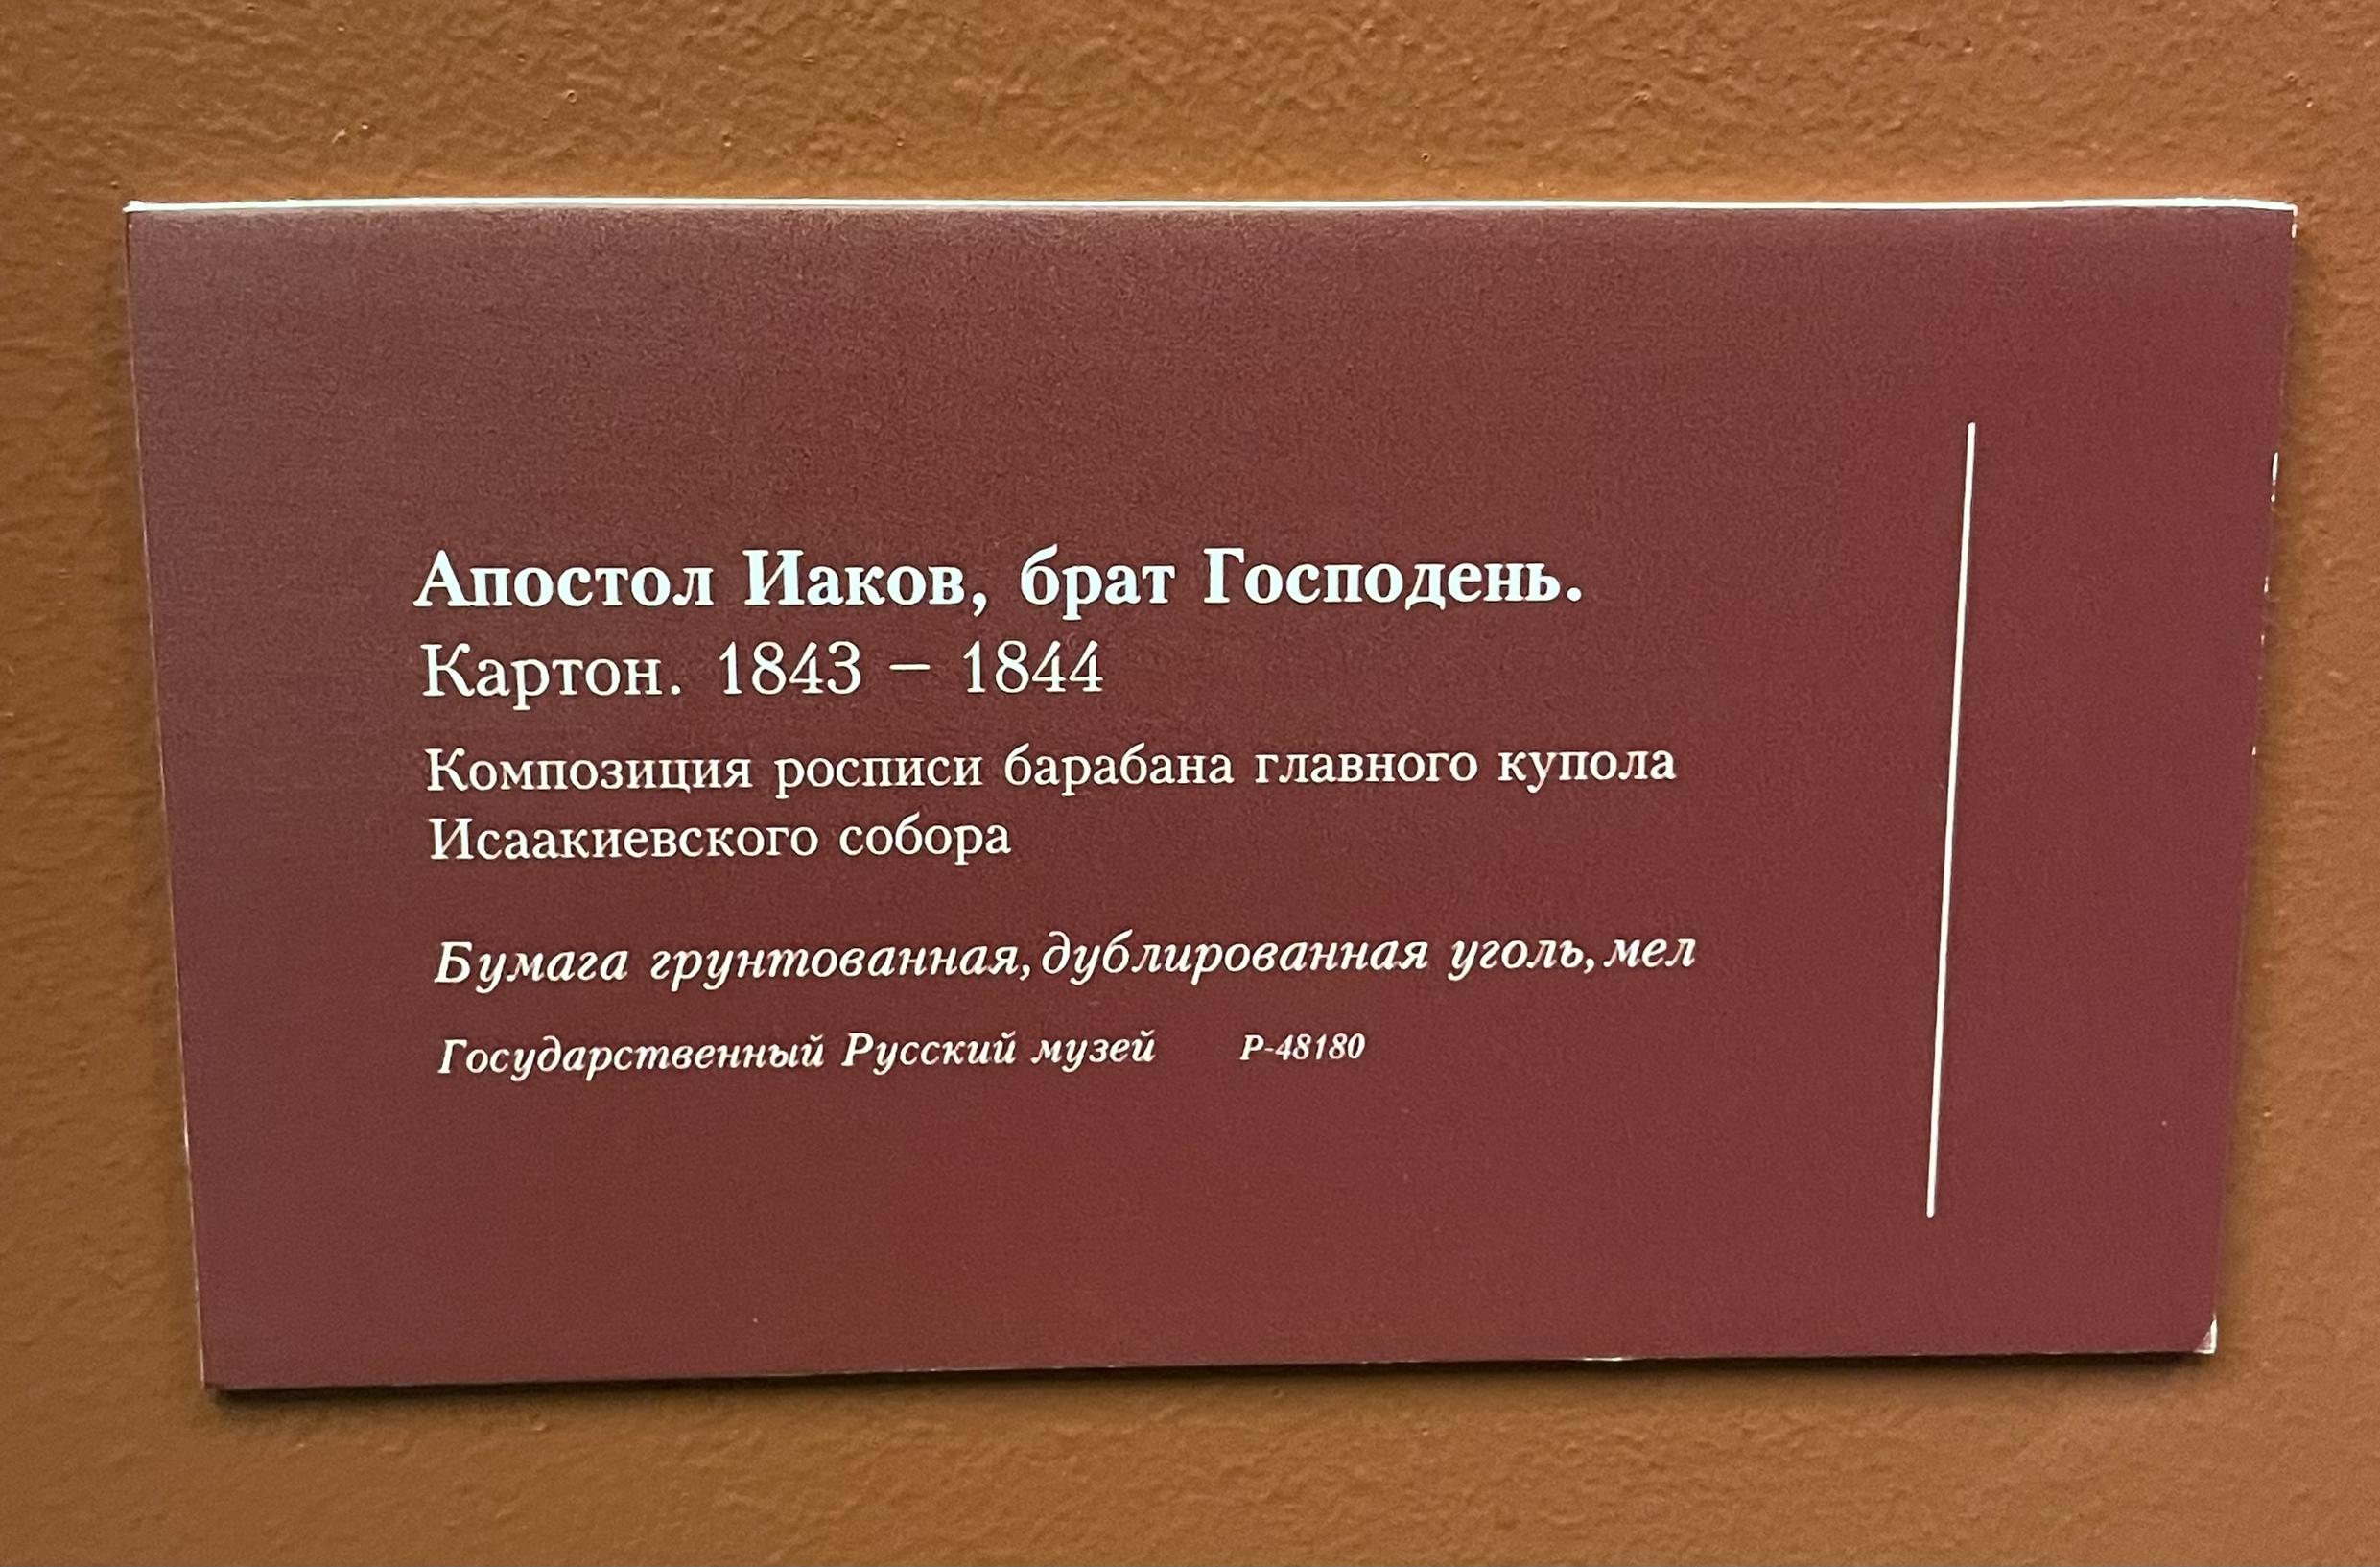 Апостол Иаков, брат Господень.
Картон. 1843 – 1844
Композиция росписи барабана главного купола
Исаакиевского собора
Бумага грунтованная, дублированная уголь, мел
Государственный Русский музей Р-48180